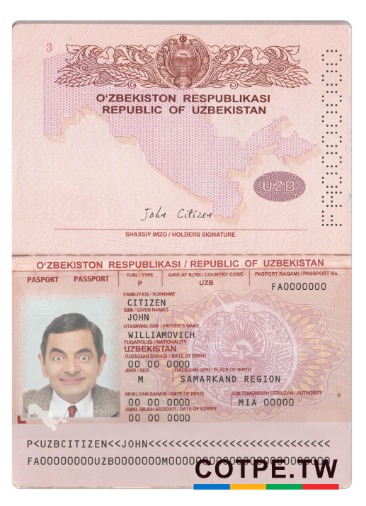 3
O'ZBEKISTON RESPUBLIKASI
REPUBLIC OF UZBEKISTAN
FA0000000
UZB
John Citizen
SHAXSIY IMZO / HOLDERS SIGNATURE
O'ZBEKISTON RESPUBLIKASI / REPUBLIC OF UZBEKISTAN
PASPORT PASSPORT
TURI / TYPE DAVLAT KODI / COUNTRY CODE PASPORT RAQAMI / PASSPORT No.
P UZB FA0000000
FAMILIYASI / SURNAME
CITIZEN
ISMI / GIVEN NAMES
JOHN
OTASINING ISMI / FATHER'S NAME
WILLIAMOVICH
FUQAROLIGI / NATIONALITY
UZBEKISTAN
TUG'ILGAN SANASI / DATE OF BIRTH
00 00 0000
JINSI / SEX TUG'ILGAN JOYI / PLACE OF BIRTH
M SAMARKAND REGION
BERILGAN SANASI / DATE OF ISSUE KIM TOMONIDAN BERILGAN / AUTHORITY
00 00 0000 MIA 00000
AMAL QILISH MUDDATI / DATE OF EXPIRY
00 00 0000
P<UZBCITIZEN<<JOHN<<<<<<<<<<<<<<<<<<<<<<<<<<
COTPE.TW